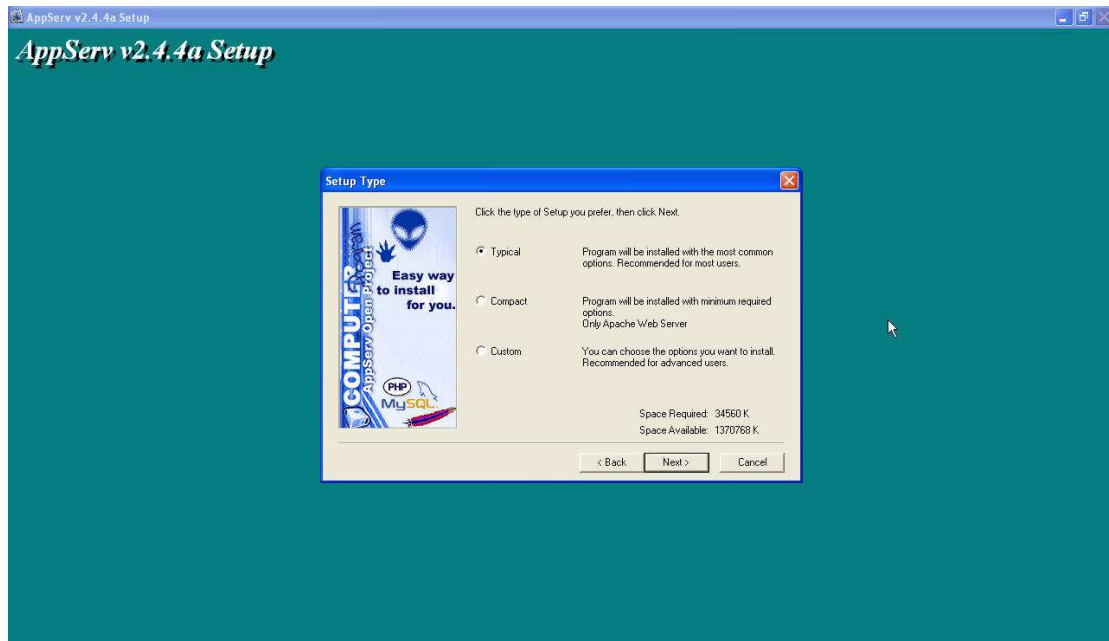 AppServ v2.4.4a Setup
AppServ v2.4.4a Setup
Setup Type
Click the type of Setup you prefer, then click Next.
Typical
Program will be installed with the most common
options. Recommended for most users.
Compact
Program will be installed with minimum required
options.
Only Apache Web Server
Custom
You can choose the options you want to install.
Recommended for advanced users.
Space Required: 34560 K
Space Available: 1370768 K
< Back
Next >
Cancel
COMPUTER
Program
AppServ Open Project
Easy way
to install
for you.
PHP
MySQL